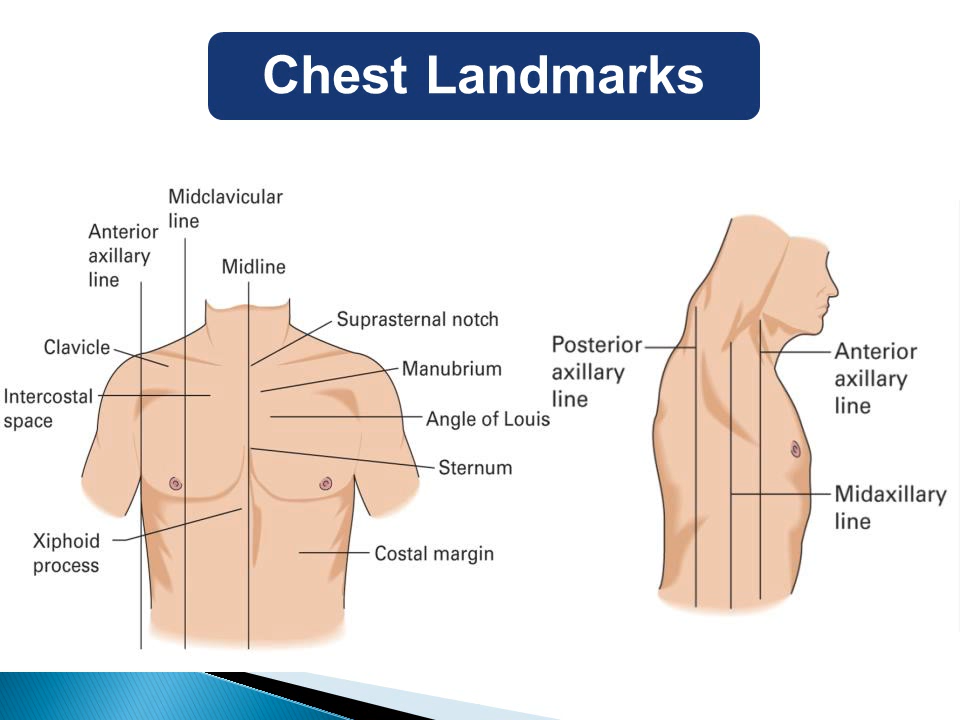 Chest Landmarks
Midclavicular
line
Anterior
axillary
line
Midline
Suprasternal notch
Clavicle
Manubrium
Intercostal
space
Angle of Louis
Sternum
Xiphoid
process
Costal margin
Posterior
axillary
line
Anterior
axillary
line
Midaxillary
line